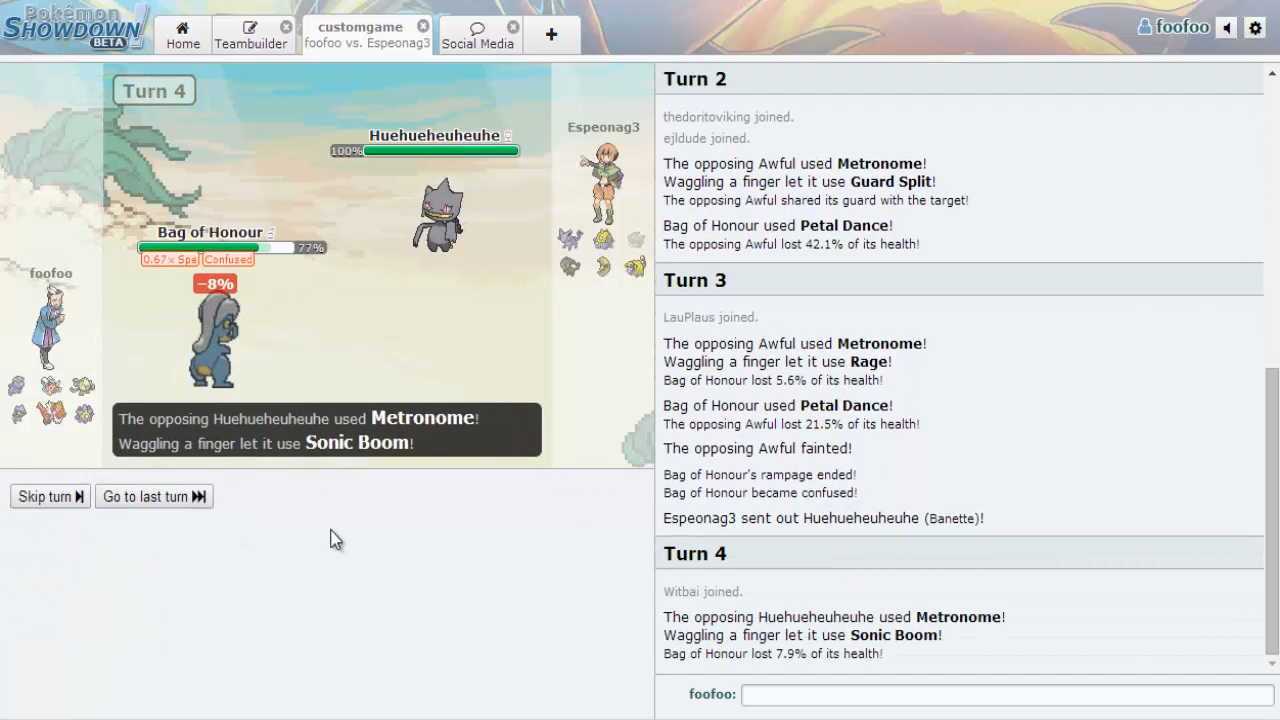 Pokémon
SHOWDOWN!
BETA
Home
Teambuilder
customgame
foofoo vs. Espeonag3
Social Media
+
foofoo
Turn 4
Huehueheuheuhe
100%
Espeonag3
Bag of Honour
77%
0.67× Spe
Confused
−8%
foofoo
The opposing Huehueheuheuhe used Metronome!
Waggling a finger let it use Sonic Boom!
Skip turn
Go to last turn
Turn 2
thedoritoviking joined.
ejldude joined.
The opposing Awful used Metronome!
Waggling a finger let it use Guard Split!
The opposing Awful shared its guard with the target!
Bag of Honour used Petal Dance!
The opposing Awful lost 42.1% of its health!
Turn 3
LauPlaus joined.
The opposing Awful used Metronome!
Waggling a finger let it use Rage!
Bag of Honour lost 5.6% of its health!
Bag of Honour used Petal Dance!
The opposing Awful lost 21.5% of its health!
The opposing Awful fainted!
Bag of Honour's rampage ended!
Bag of Honour became confused!
Espeonag3 sent out Huehueheuheuhe (Banette)!
Turn 4
Witbai joined.
The opposing Huehueheuheuhe used Metronome!
Waggling a finger let it use Sonic Boom!
Bag of Honour lost 7.9% of its health!
foofoo: